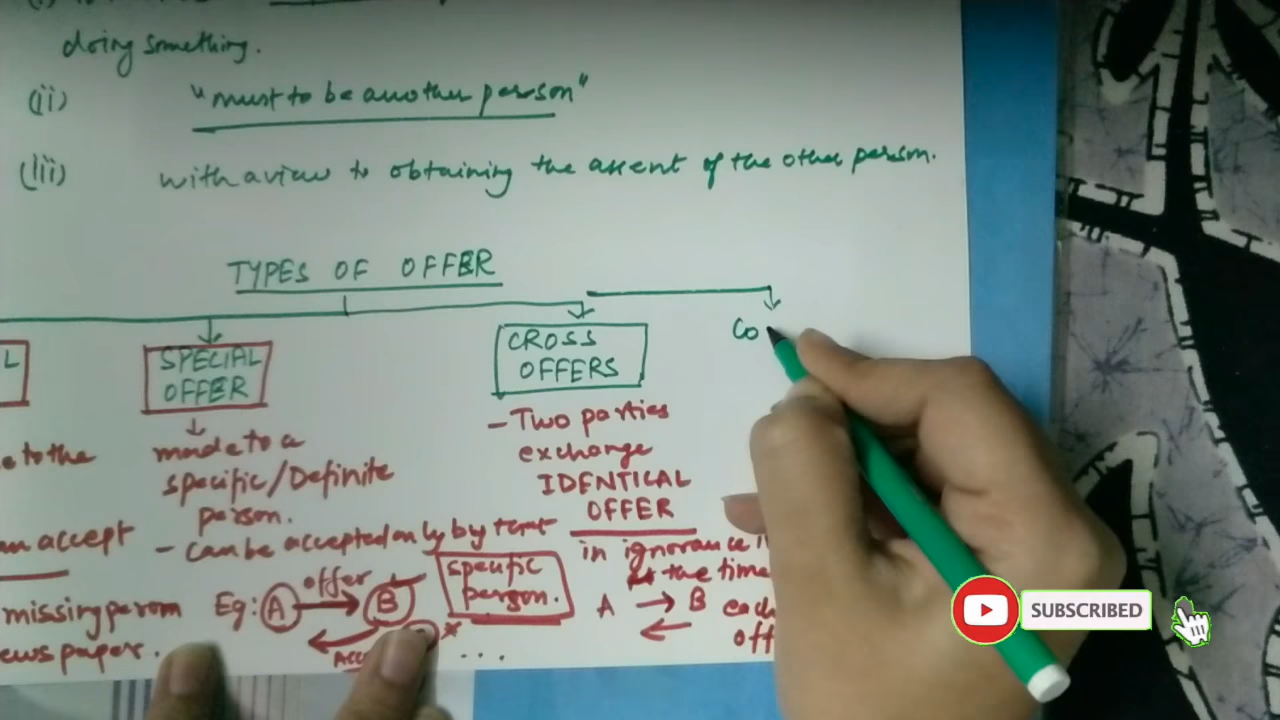 doing something.
(ii) "must to be another person"
(iii) with a view to obtaining the assent of the other person.
TYPES OF OFFER
L
SPECIAL
OFFER
CROSS
OFFERS
Co
to the
accept
missing person
ews paper.
made to a
specific/Definite
person.
- can be accepted only by that
specific
person.
Eg: A offer B
x ...
- Two parties
exchange
IDENTICAL
OFFER
in ignorance
the time
A B
SUBSCRIBED